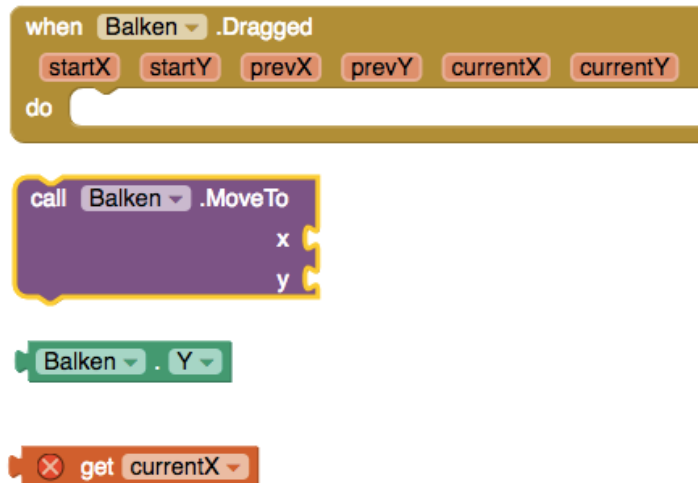 when Balken .Dragged
startX startY prevX prevY currentX currentY
do
call Balken .MoveTo
x
y
Balken . Y
get currentX